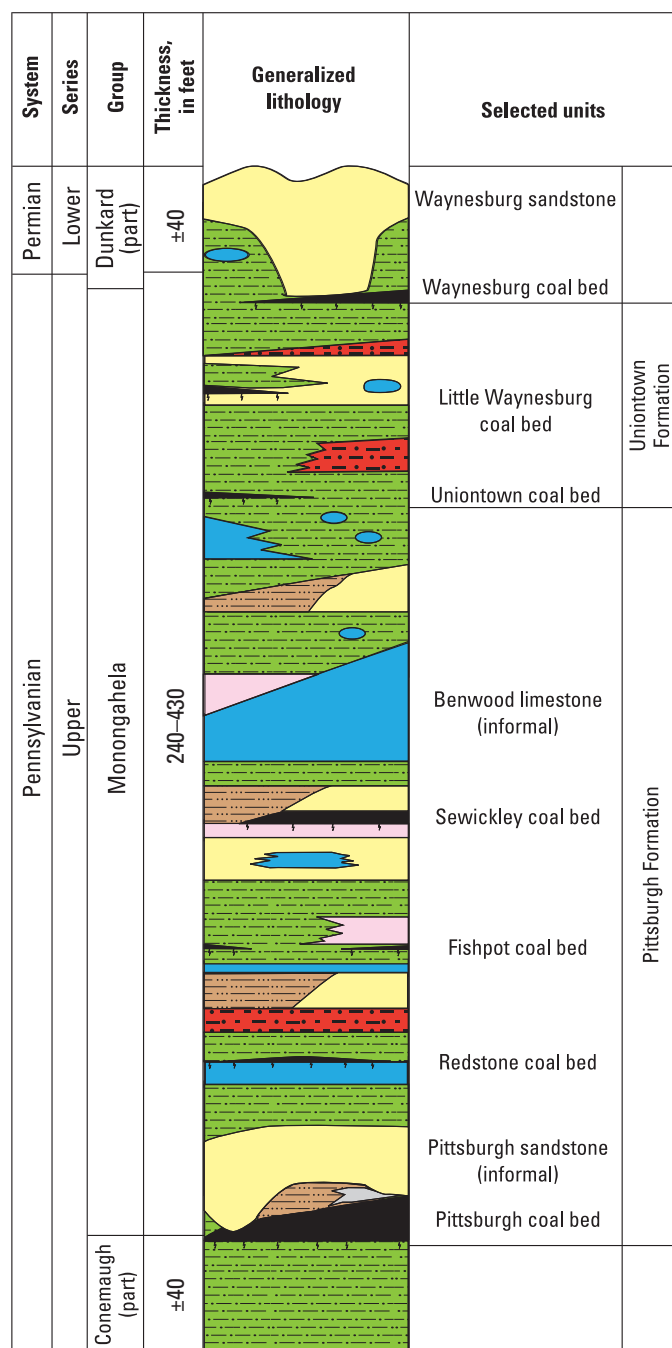 System
Series
Group
Thickness,
in feet
Generalized
lithology
Selected units
Permian
Lower
Dunkard
(part)
±40
Waynesburg sandstone
Waynesburg coal bed
Pennsylvanian
Upper
Monongahela
240–430
Little Waynesburg
coal bed
Uniontown coal bed
Uniontown
Formation
Benwood limestone
(informal)
Sewickley coal bed
Fishpot coal bed
Redstone coal bed
Pittsburgh sandstone
(informal)
Pittsburgh coal bed
Pittsburgh Formation
Conemaugh
(part)
±40